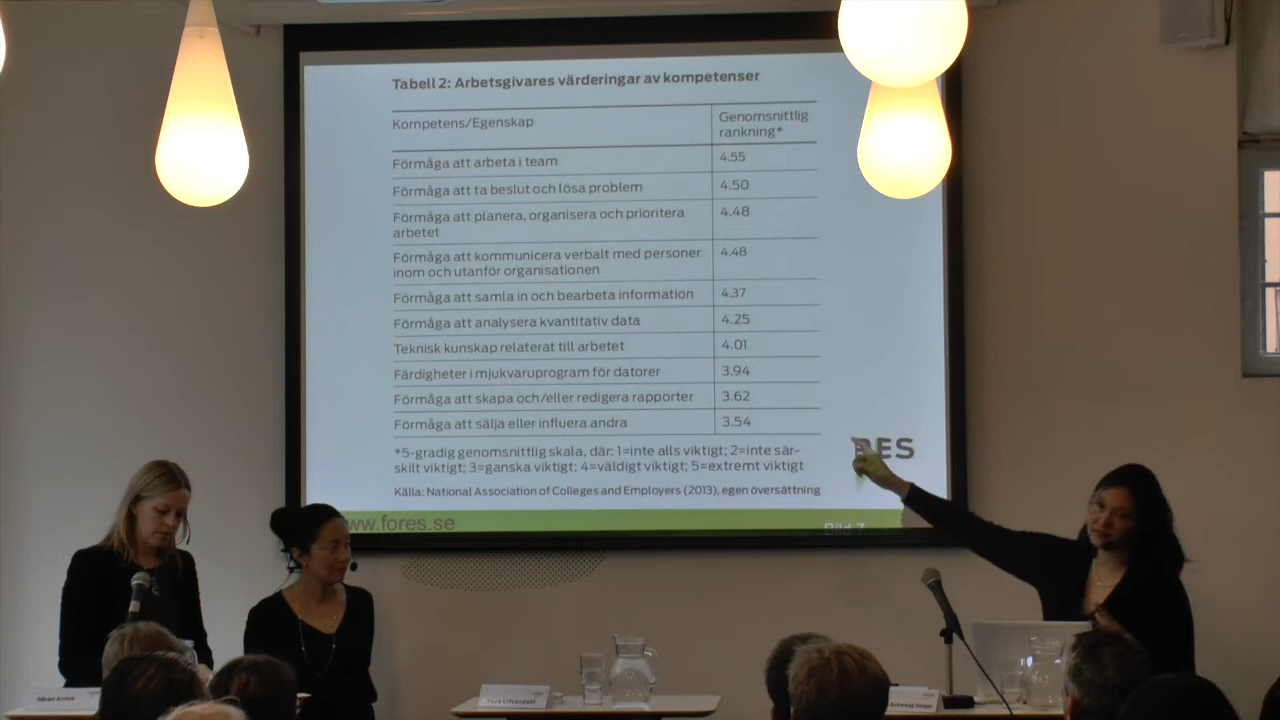 Tabell 2: Arbetsgivares värderingar av kompetenser
Kompetens/Egenskap
Genomsnittlig
rankning*
Förmåga att arbeta i team
4.55
Förmåga att ta beslut och lösa problem
4.50
Förmåga att planera, organisera och prioritera
arbetet
4.48
Förmåga att kommunicera verbalt med personer
inom och utanför organisationen
4.48
Förmåga att samla in och bearbeta information
4.37
Förmåga att analysera kvantitativ data
4.25
Teknisk kunskap relaterat till arbetet
4.01
Färdigheter i mjukvaruprogram för datorer
3.94
Förmåga att skapa och/eller redigera rapporter
3.62
Förmåga att sälja eller influera andra
3.54
*5-gradig genomsnittlig skala, där: 1=inte alls viktigt; 2=inte sär-
skilt viktigt; 3=ganska viktigt; 4=väldigt viktigt; 5=extremt viktigt
Källa: National Association of Colleges and Employers (2013), egen översättning
RES
www.fores.se
Bild 7